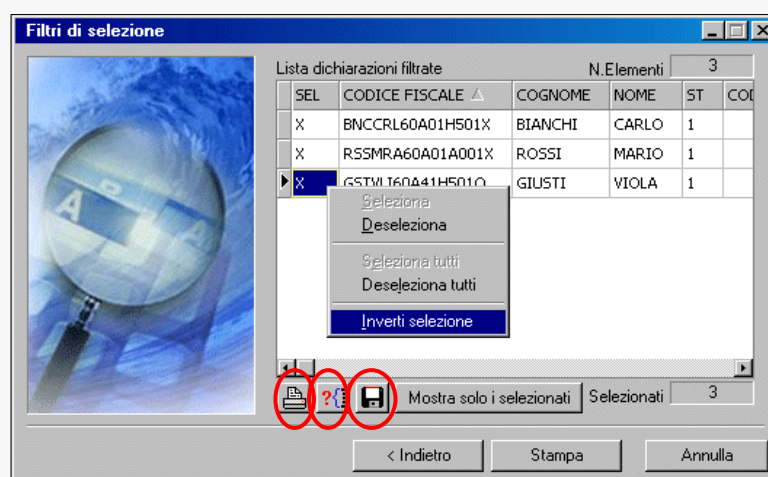 Filtri di selezione
Lista dichiarazioni filtrate N.Elementi 3
SEL CODICE FISCALE COGNOME NOME ST
X BNCCRL60A01H501X BIANCHI CARLO 1
X RSSMRA60A01A001X ROSSI MARIO 1
X GIUSTI VIOLA 1
Seleziona
Deseleziona
Seleziona tutti
Deseleziona tutti
Inverti selezione
?{
Mostra solo i selezionati Selezionati 3
< Indietro Stampa Annulla